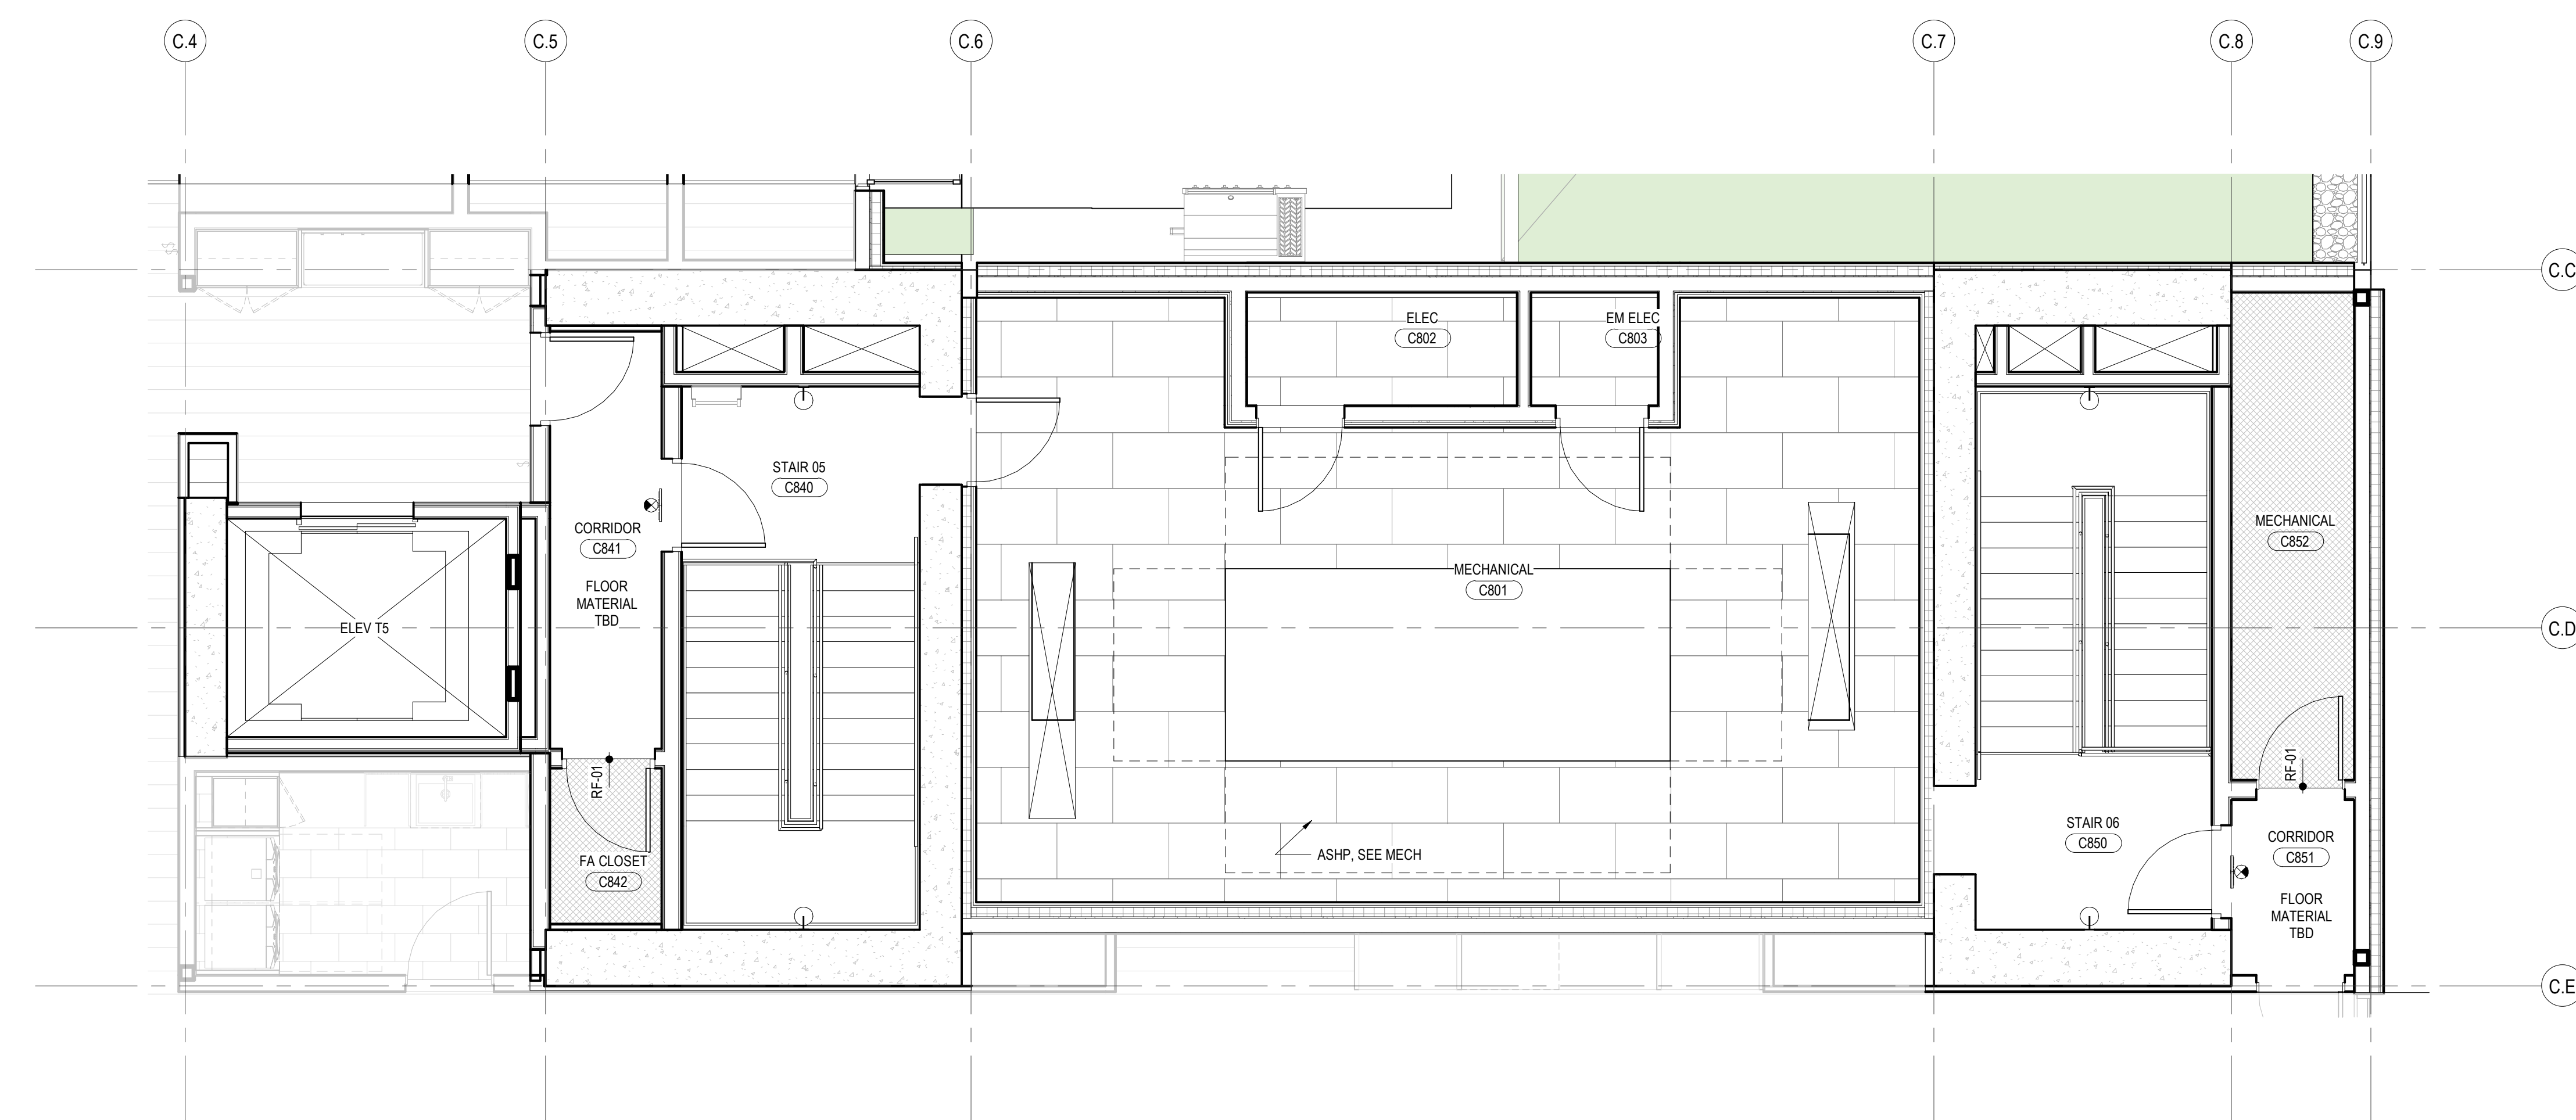 C.4
C.5
C.6
C.7
C.8
C.9
C.C
ELEC
C802
EM ELEC
C803
STAIR 05
C840
CORRIDOR
C841
FLOOR
MATERIAL
TBD
MECHANICAL
C852
MECHANICAL
C801
ELEV T5
C.D
RF-01
FA CLOSET
C842
ASHP, SEE MECH
RF-01
STAIR 06
C850
CORRIDOR
C851
FLOOR
MATERIAL
TBD
C.E